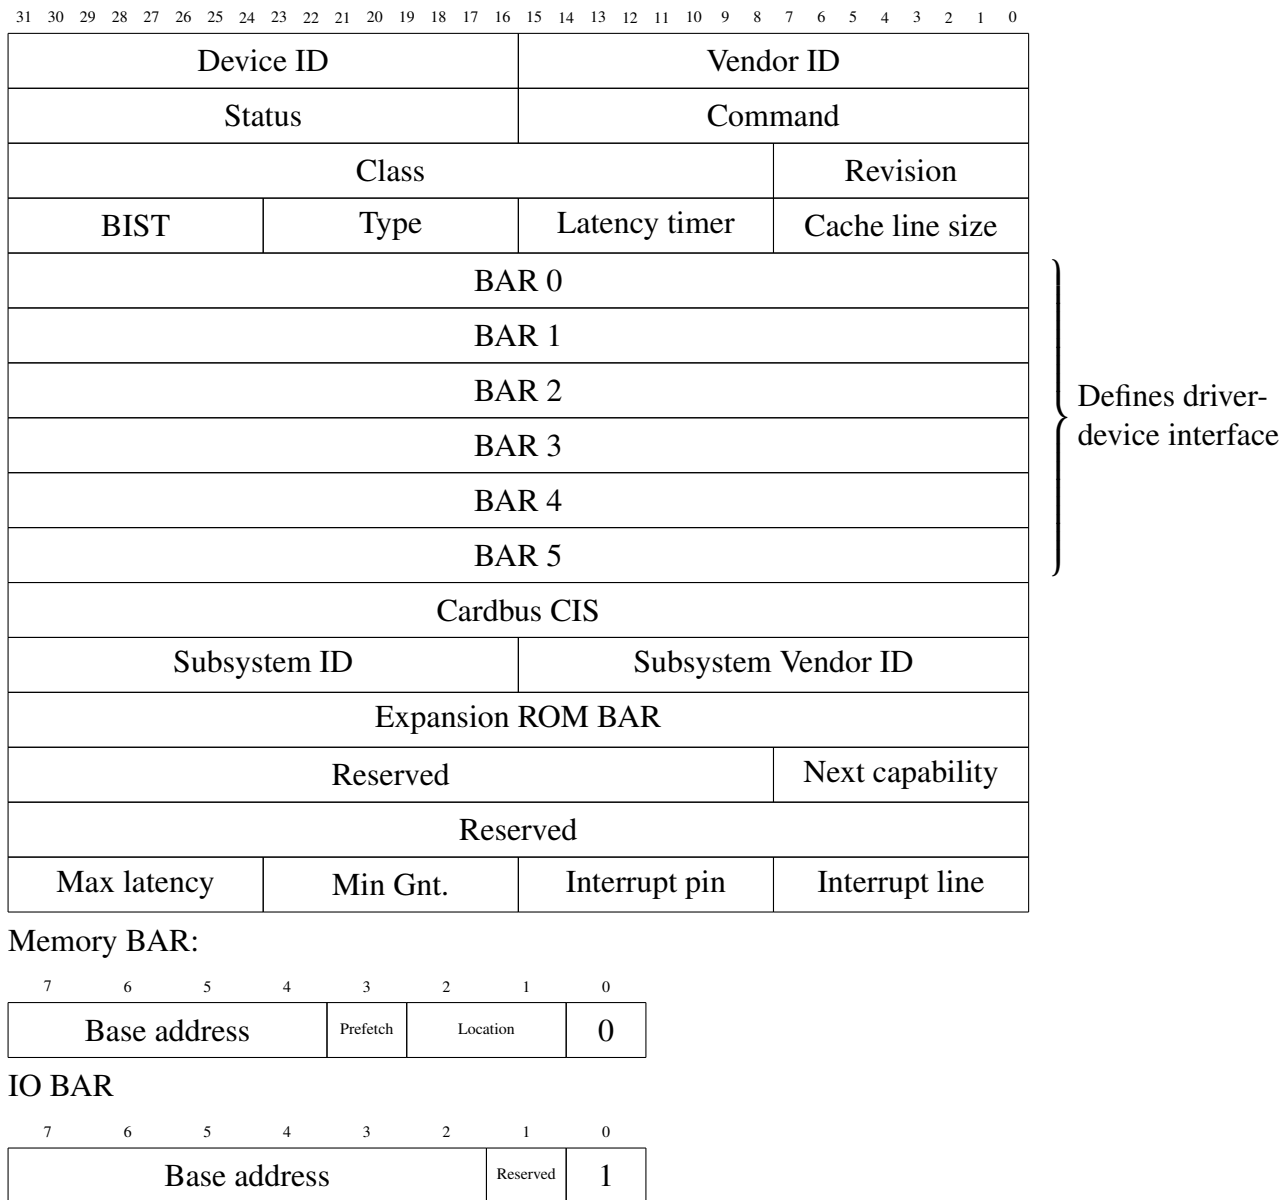 31 30 29 28 27 26 25 24 23 22 21 20 19 18 17 16 15 14 13 12 11 10 9 8 7 6 5 4 3 2 1 0
Device ID Vendor ID
Status Command
Class Revision
BIST Type Latency timer Cache line size
BAR 0
BAR 1
BAR 2
BAR 3
BAR 4
BAR 5
Defines driver-
device interface
Cardbus CIS
Subsystem ID Subsystem Vendor ID
Expansion ROM BAR
Reserved Next capability
Reserved
Max latency Min Gnt. Interrupt pin Interrupt line
Memory BAR:
7 6 5 4 3 2 1 0
Base address Prefetch Location 0
IO BAR
7 6 5 4 3 2 1 0
Base address Reserved 1